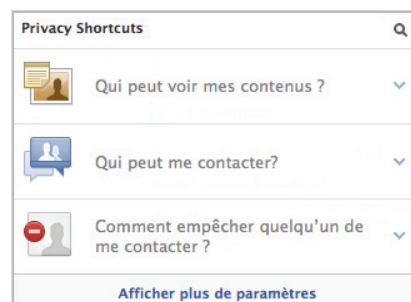 Privacy Shortcuts
Qui peut voir mes contenus ?
Qui peut me contacter?
Comment empêcher quelqu'un de
me contacter ?
Afficher plus de paramètres